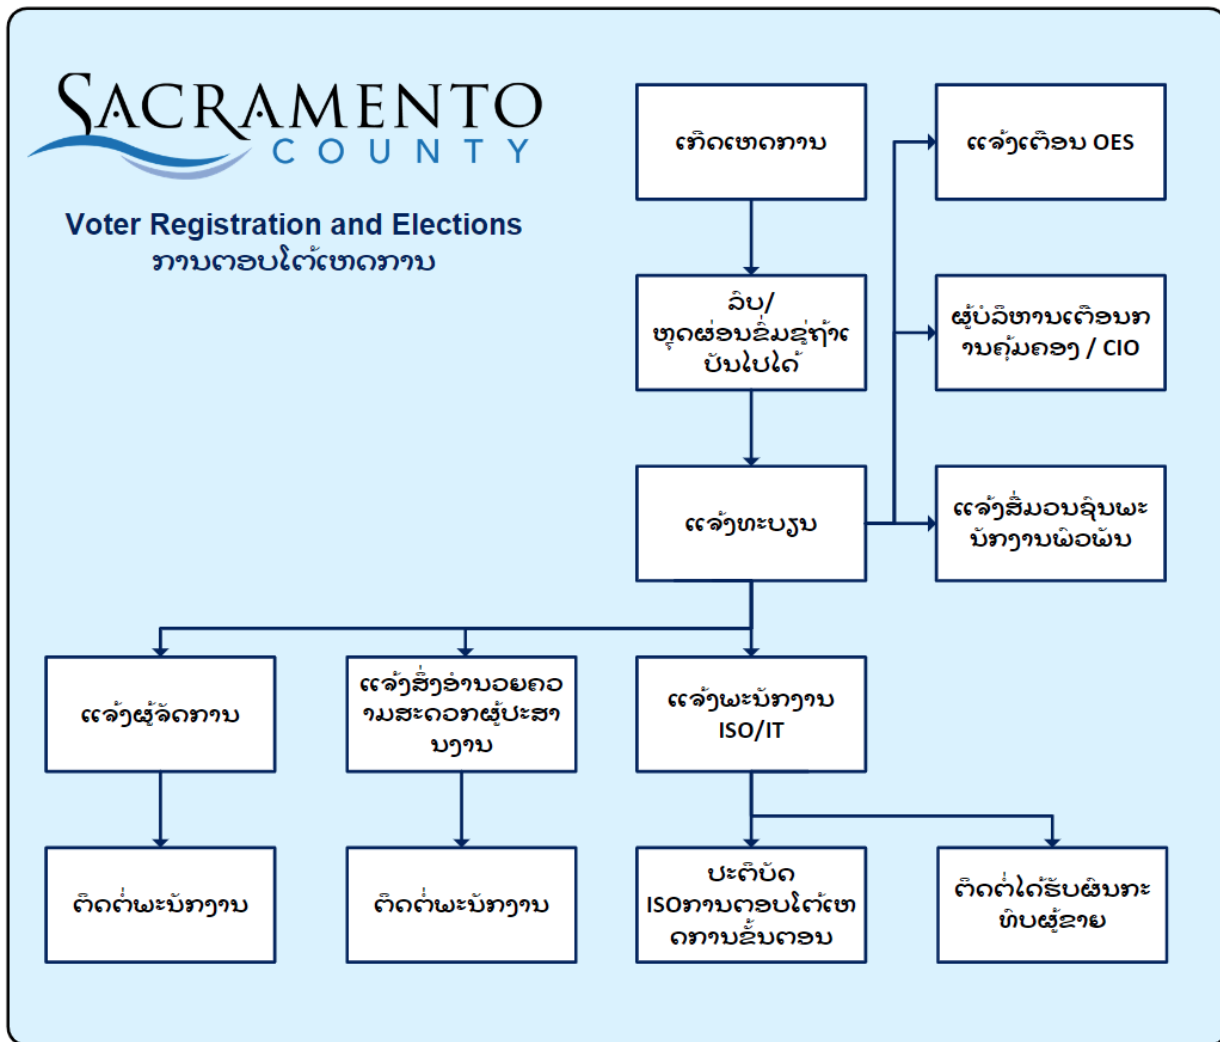 SACRAMENTO
COUNTY
Voter Registration and Elections
ການຕອບໂຕ້ເຫດການ
ເກີດເຫດການ
ແຈ້ງເຕືອນ OES
ລົບ/
ຫຼຸດຜ່ອນຂົ່ມຂູ່ຖ້າເ
ປັນໄປໄດ້
ຜູ້ບໍລິຫານເຕືອນກ
ານຄຸ້ມຄອງ / CIO
ແຈ້ງທະບຽນ
ແຈ້ງສື່ມວນຊົນພະ
ນັກງານພົວພັນ
ແຈ້ງຜູ້ຈັດການ
ແຈ້ງສິ່ງອຳນວຍຄວ
າມສະດວກຜູ້ປະສາ
ນງານ
ແຈ້ງພະນັກງານ
ISO/IT
ຕິດຕໍ່ພະນັກງານ
ຕິດຕໍ່ພະນັກງານ
ປະຕິບັດ
ISOການຕອບໂຕ້ເຫ
ດການຂັ້ນຕອນ
ຕິດຕໍ່ໄດ້ຮັບຜົນກະ
ທົບຜູ້ຂາຍ